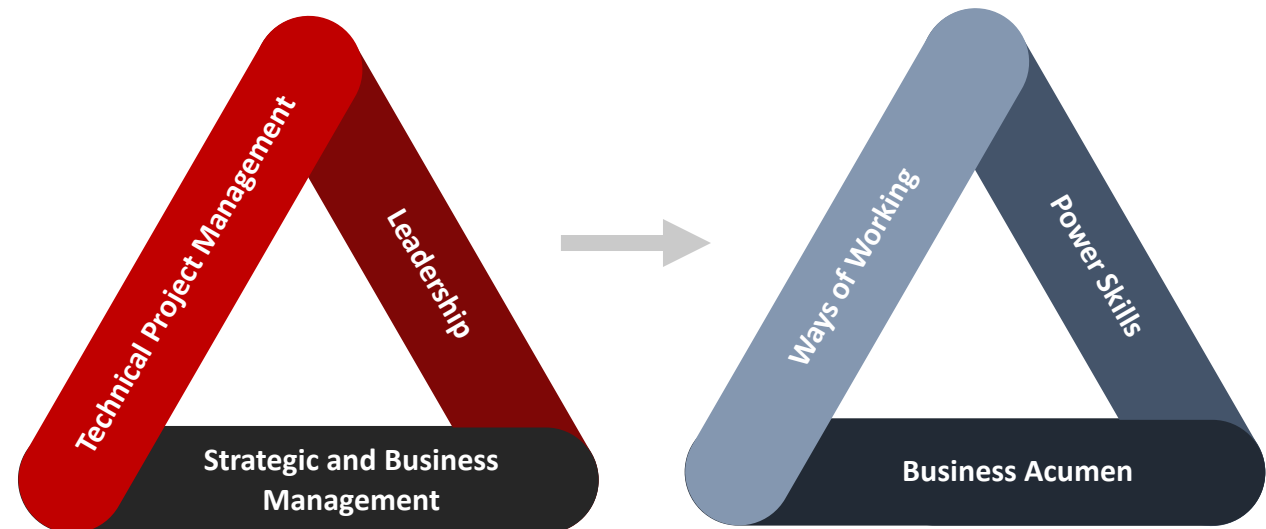 Technical Project Management
Leadership
Strategic and Business
Management
Ways of Working
Power Skills
Business Acumen